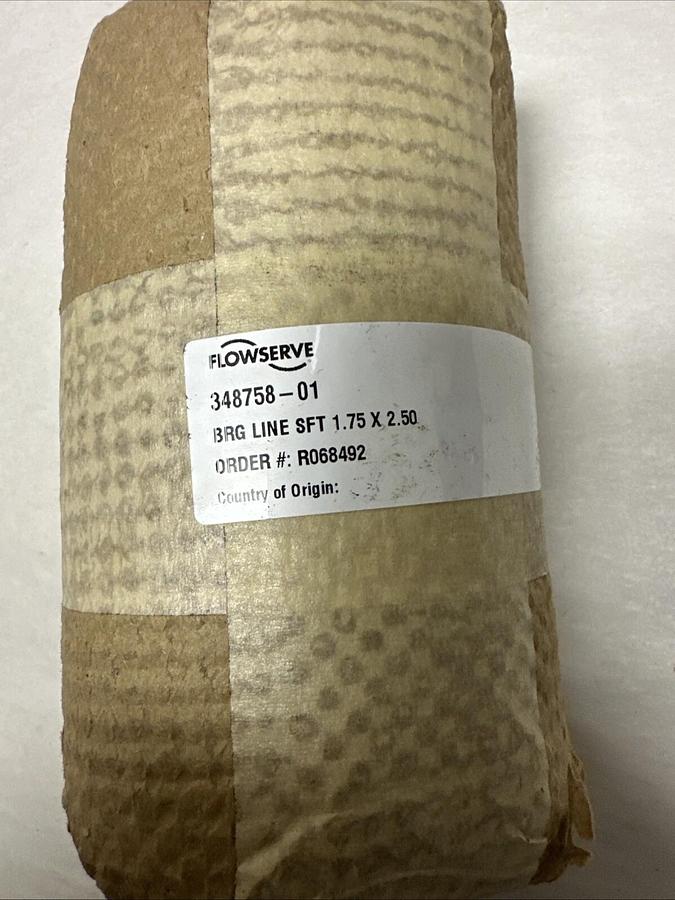 FLOWSERVE
348758-01
BRG LINE SFT 1.75 X 2.50
ORDER #: R068492
Country of Origin: